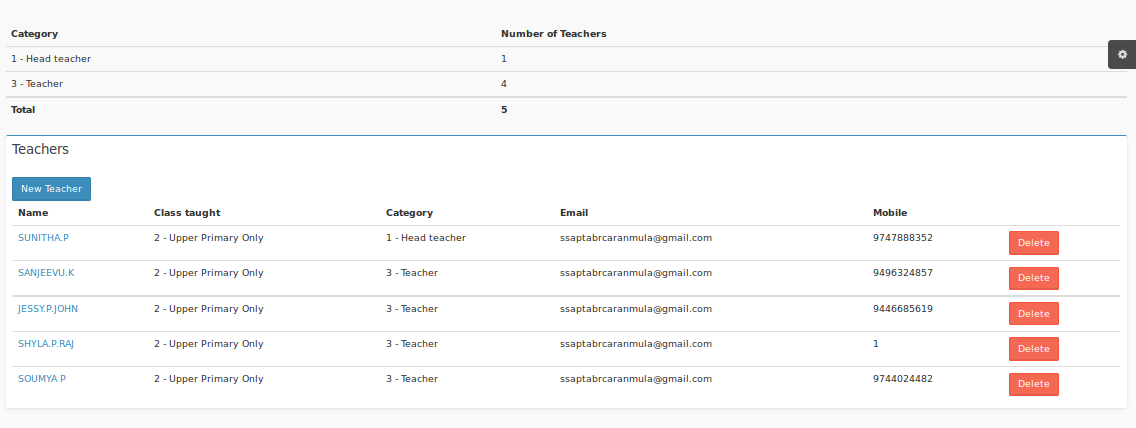 Category Number of Teachers
1 - Head teacher 1
3 - Teacher 4
Total 5
Teachers
New Teacher
Name Class taught Category Email Mobile
SUNITHA.P 2 - Upper Primary Only 1 - Head teacher ssaptabrcaranmula@gmail.com 9747888352 Delete
SANJEEVU.K 2 - Upper Primary Only 3 - Teacher ssaptabrcaranmula@gmail.com 9496324857 Delete
JESSY.P.JOHN 2 - Upper Primary Only 3 - Teacher ssaptabrcaranmula@gmail.com 9446685619 Delete
SHYLA.P.RAJ 2 - Upper Primary Only 3 - Teacher ssaptabrcaranmula@gmail.com 1 Delete
SOUMYA P 2 - Upper Primary Only 3 - Teacher ssaptabrcaranmula@gmail.com 9744024482 Delete